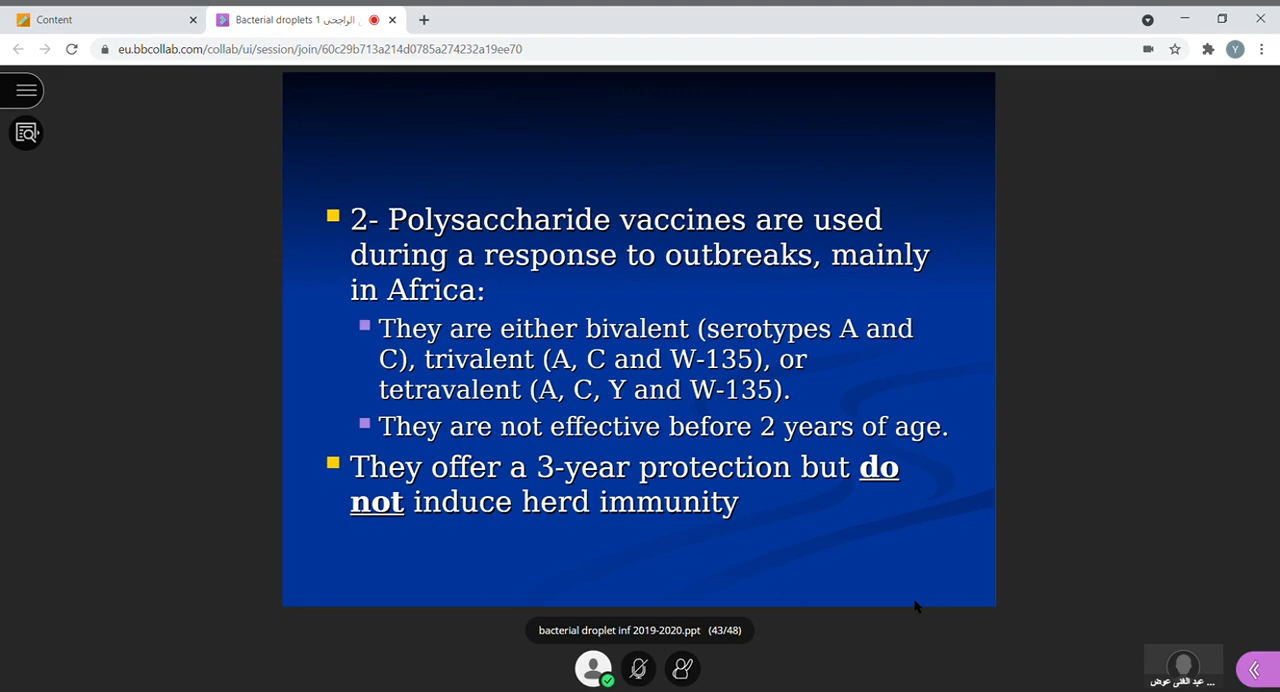 Content
Bacterial droplets 1 الراجحى
eu.bbcollab.com/collab/ui/session/join/60c29b713a214d0785a274232a19ee70
Y
2- Polysaccharide vaccines are used
during a response to outbreaks, mainly
in Africa:
They are either bivalent (serotypes A and
C), trivalent (A, C and W-135), or
tetravalent (A, C, Y and W-135).
They are not effective before 2 years of age.
They offer a 3-year protection but do
not induce herd immunity
bacterial droplet inf 2019-2020.ppt (43/48)
عبد الغنى عوض ...